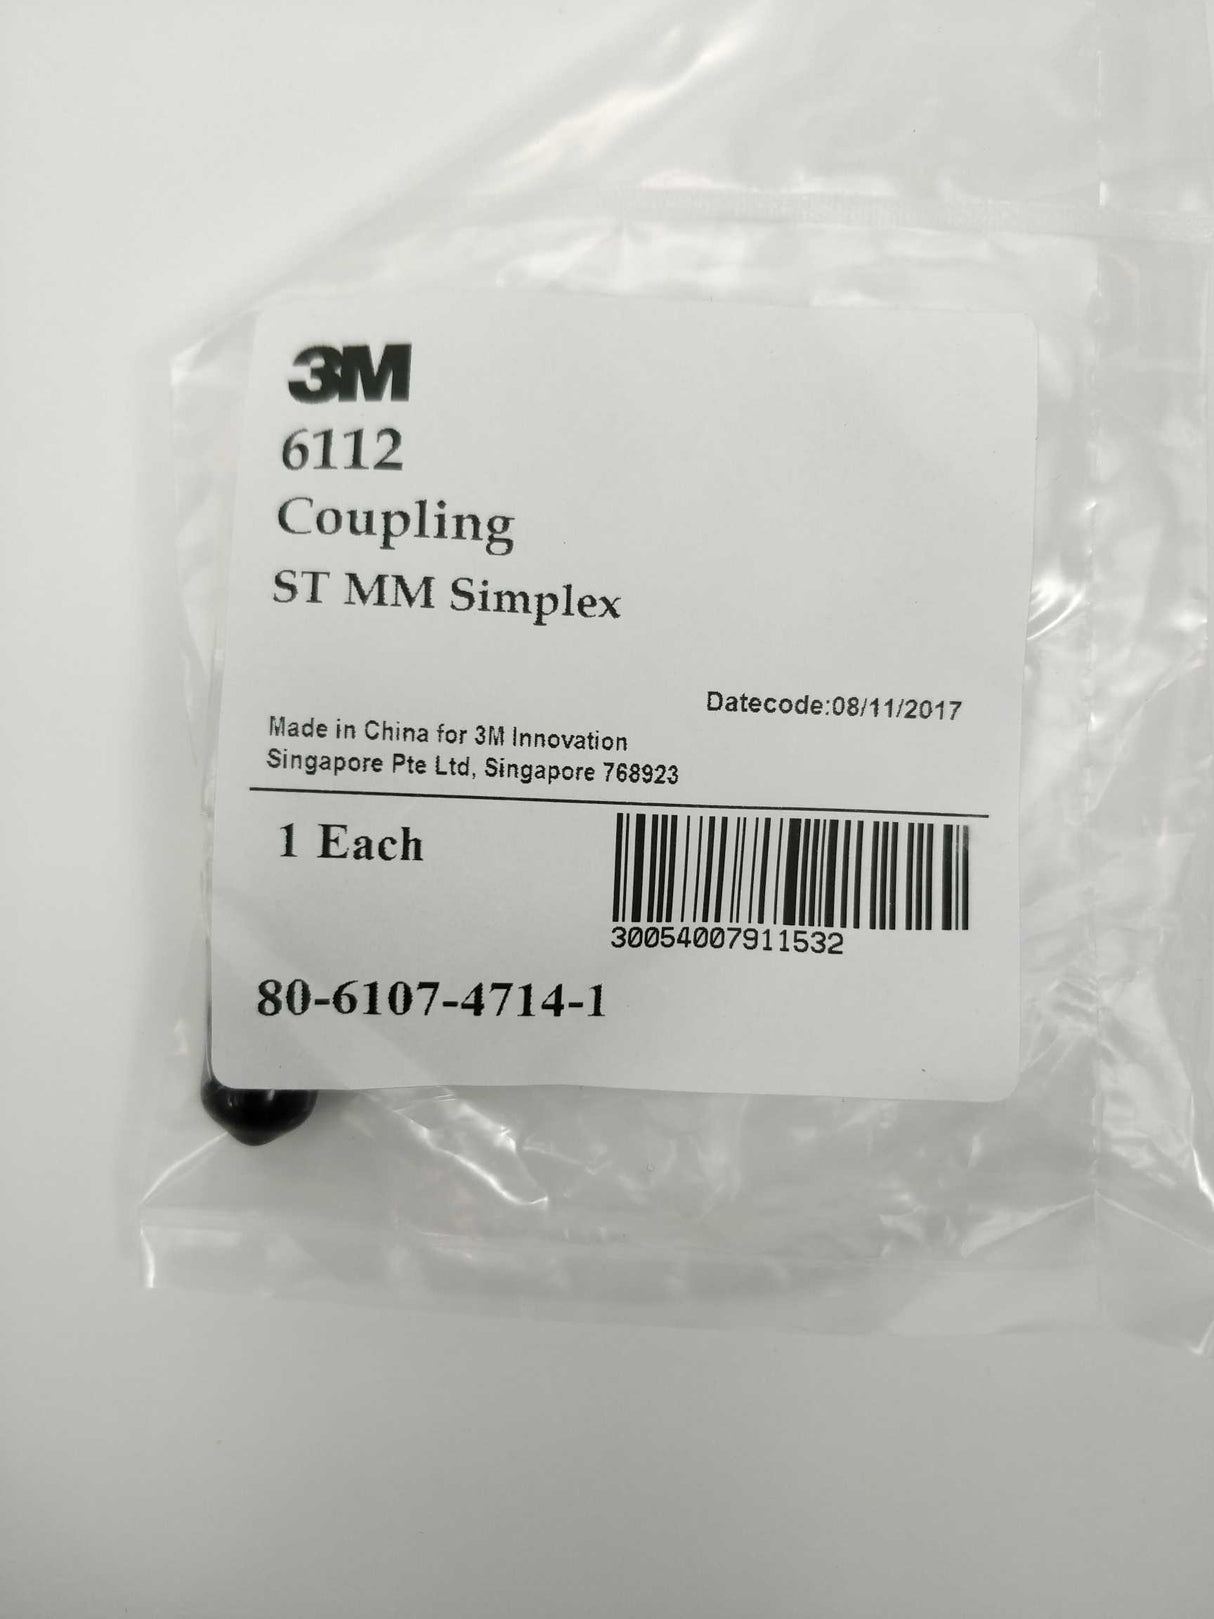 3M
6112
Coupling
ST MM Simplex
Datecode:08/11/2017
Made in China for 3M Innovation
Singapore Pte Ltd, Singapore 768923
1 Each
30054007911532
80-6107-4714-1